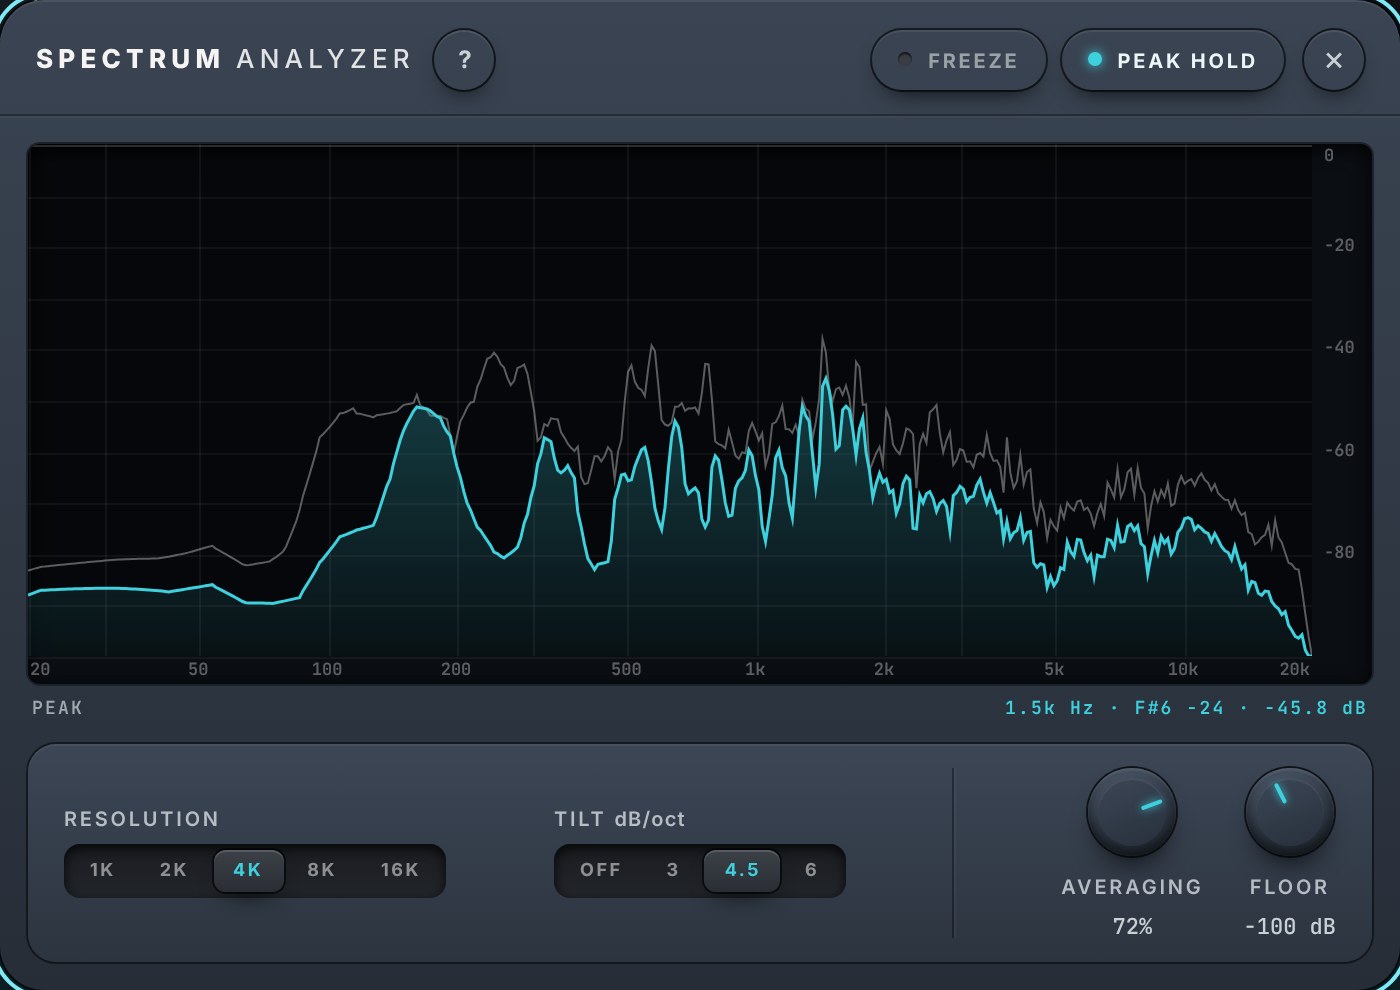 SPECTRUM ANALYZER ?
FREEZE
PEAK HOLD
✕
0
-20
-40
-60
-80
20 50 100 200 500 1k 2k 5k 10k 20k
PEAK
1.5k Hz · F#6 -24 · -45.8 dB
RESOLUTION
1K 2K 4K 8K 16K
TILT dB/oct
OFF 3 4.5 6
AVERAGING
72%
FLOOR
-100 dB